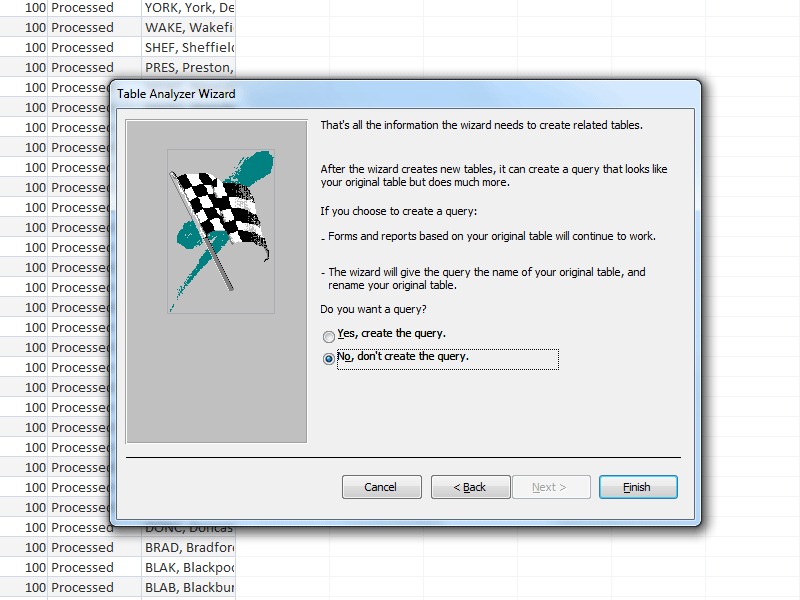 100 Processed YORK, York, De
100 Processed WAKE, Wakefi
100 Processed SHEF, Sheffield
100 Processed PRES, Preston,
100 Processed
Table Analyzer Wizard
100 Processed
100 Processed
That's all the information the wizard needs to create related tables.
100 Processed
100 Processed
After the wizard creates new tables, it can create a query that looks like
your original table but does much more.
100 Processed
100 Processed
If you choose to create a query:
100 Processed
- Forms and reports based on your original table will continue to work.
100 Processed
100 Processed
- The wizard will give the query the name of your original table, and
rename your original table.
100 Processed
100 Processed
Do you want a query?
100 Processed
Yes, create the query.
100 Processed
No, don't create the query.
100 Processed
100 Processed
100 Processed
100 Processed
100 Processed
100 Processed
Cancel
< Back
Next >
Finish
100 Processed
100 Processed
100 Processed DONC, Doncas
100 Processed BRAD, Bradford
100 Processed BLAK, Blackpoo
100 Processed BLAB, Blackbur